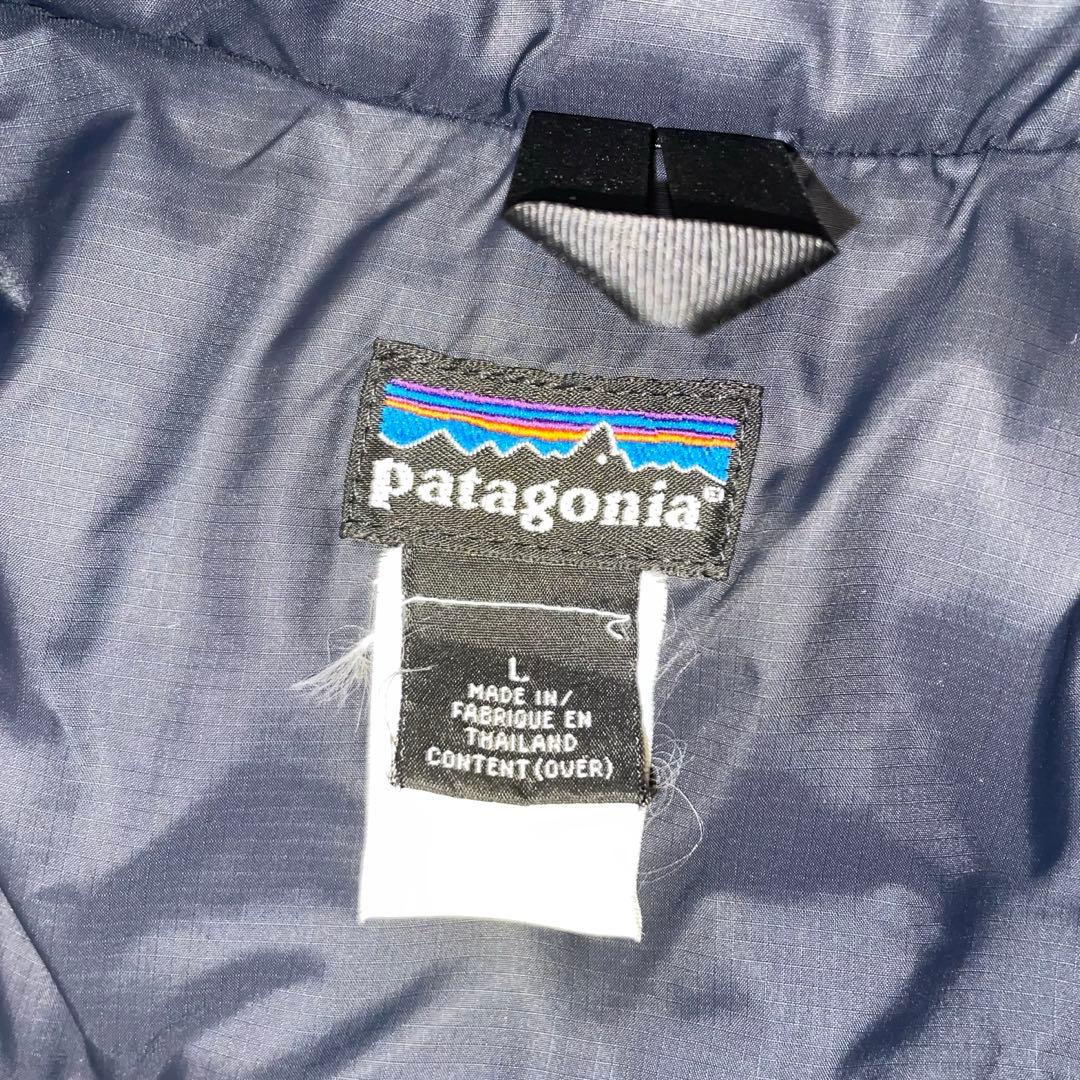 patagonia®
L
MADE IN/
FABRIQUE EN
THAILAND
CONTENT (OVER)